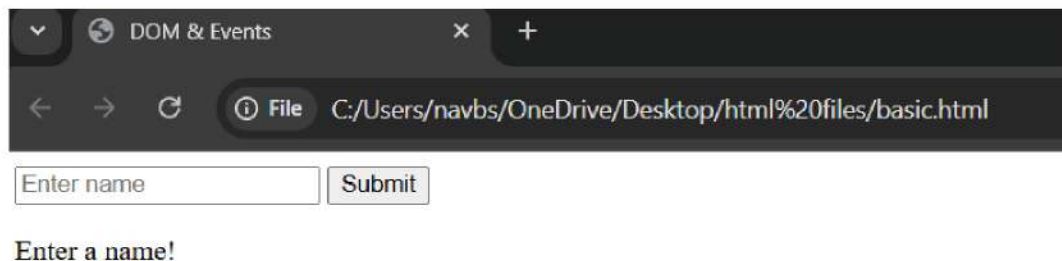 DOM & Events
File C:/Users/navbs/OneDrive/Desktop/html%20files/basic.html
Enter name Submit
Enter a name!